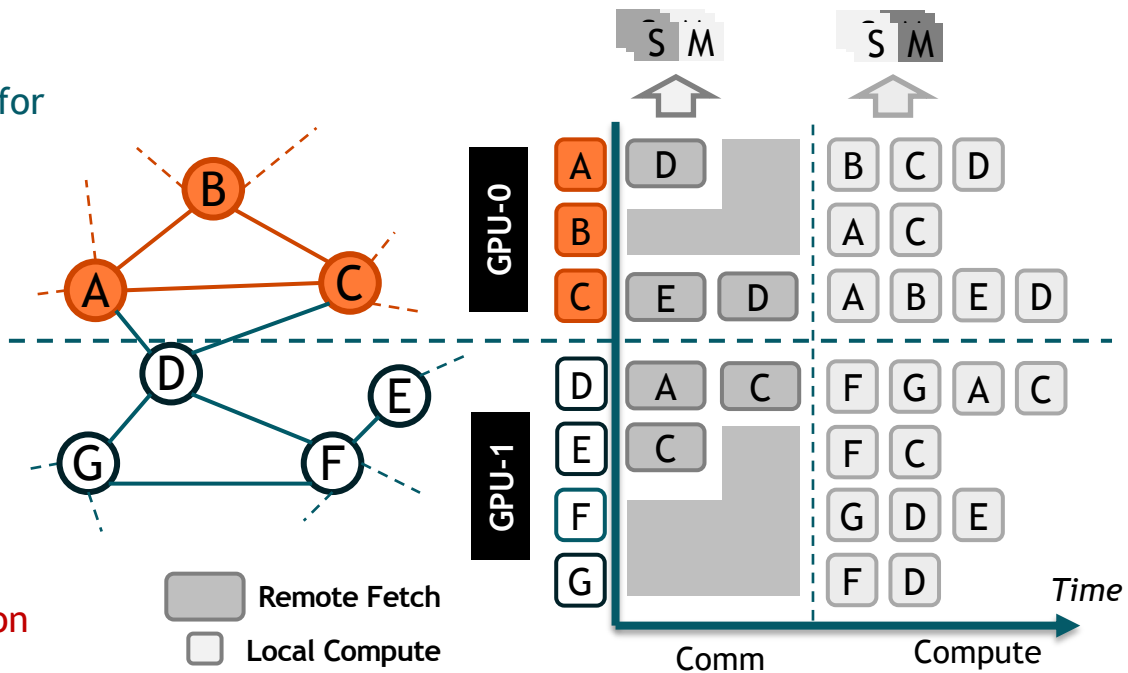 S M
S M
for
A D B C D
B A C
C E D A B E D
GPU-0
B
A
C
D
E
G
F
D A C F G A C
E C F C
F G D E
G F D
GPU-1
Time
Remote Fetch
Local Compute
on
Comm
Compute